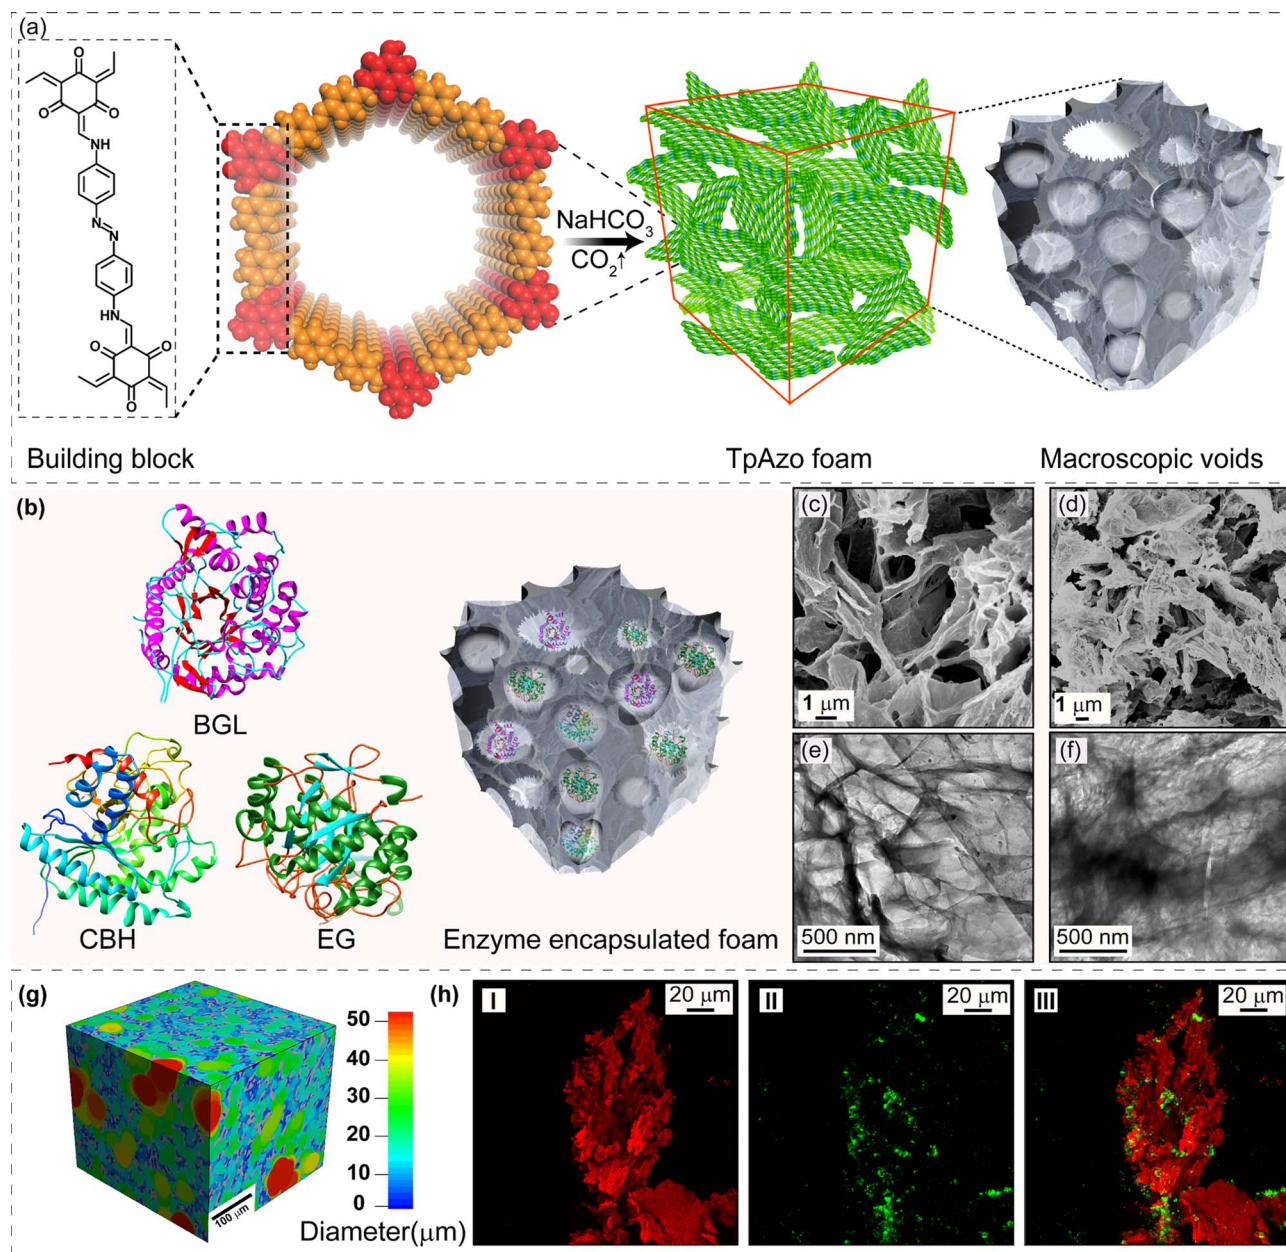 (a)
O
O
O
NH
N
N
HN
O
O
O
NaHCO3
CO2↑
Building block
TpAzo foam
Macroscopic voids
(b)
BGL
CBH
EG
Enzyme encapsulated foam
(c)
1 μm
(d)
1 μm
(e)
500 nm
(f)
500 nm
(g)
100 μm
50
40
30
20
10
0
Diameter(μm)
(h)
I
20 μm
II
20 μm
III
20 μm